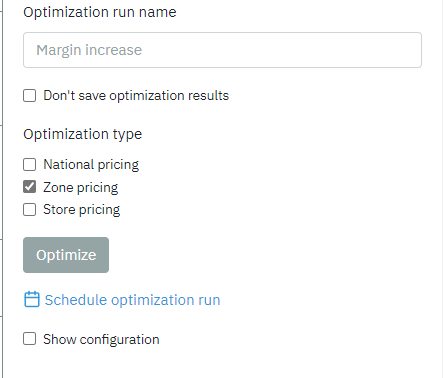 Optimization run name
Margin increase
Don't save optimization results
Optimization type
National pricing
Zone pricing
Store pricing
Optimize
Schedule optimization run
Show configuration